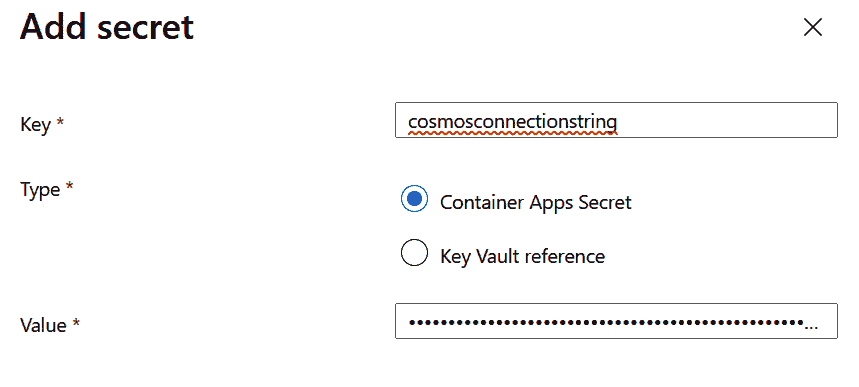 Add secret
Key * cosmosconnectionstring
Type * Container Apps Secret
Key Vault reference
Value * ••••••••••••••••••••••••••••••••••••••••••••••••••...